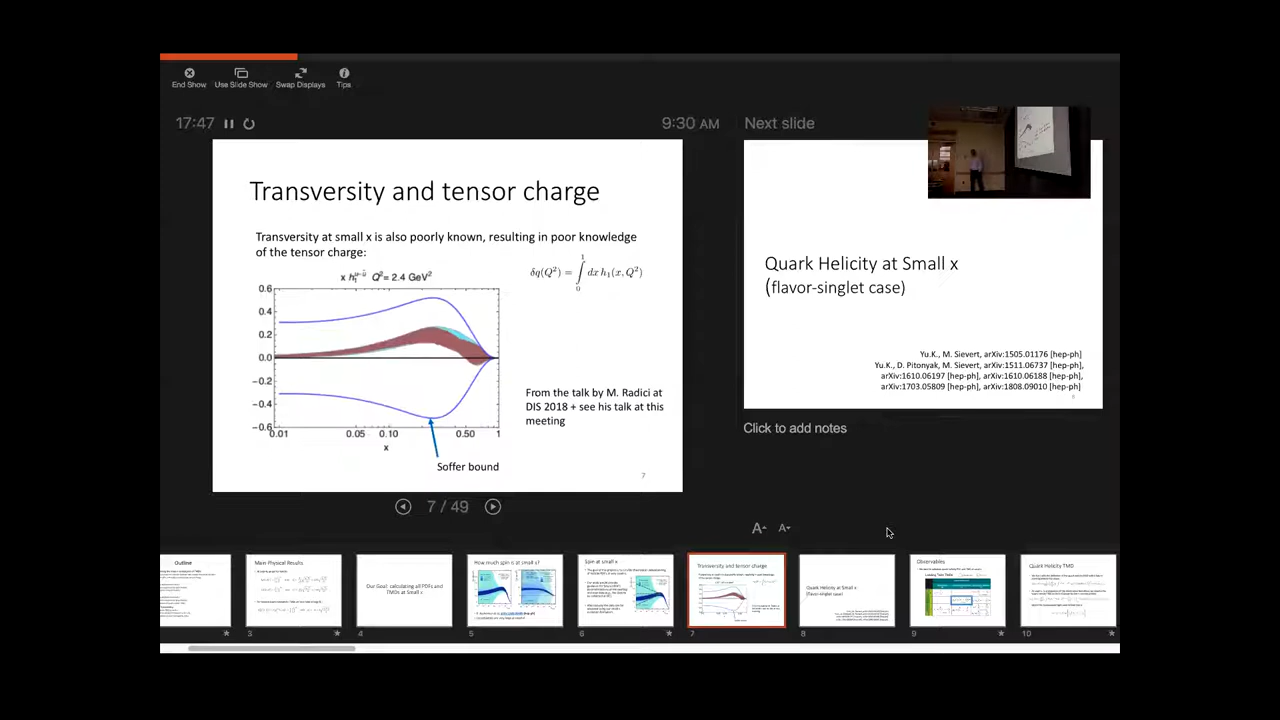 End Show
Use Slide Show
Swap Displays
Tips
17:47
9:30 AM
Next slide
Transversity and tensor charge
Transversity at small x is also poorly known, resulting in poor knowledge
of the tensor charge:
x h₁ᵘ⁻ᵘ̄ Q²= 2.4 GeV²
δq(Q²) = ∫₀¹ dx h₁(x, Q²)
0.6
0.4
0.2
0.0
−0.2
−0.4
−0.6
0.01 0.05 0.10 0.50 1
x
Soffer bound
From the talk by M. Radici at
DIS 2018 + see his talk at this
meeting
7
Quark Helicity at Small x
(flavor-singlet case)
Yu.K., M. Sievert, arXiv:1505.01176 [hep-ph]
Yu.K., D. Pitonyak, M. Sievert, arXiv:1511.06737 [hep-ph],
arXiv:1610.06197 [hep-ph], arXiv:1610.06188 [hep-ph],
arXiv:1703.05809 [hep-ph], arXiv:1808.09010 [hep-ph]
8
Click to add notes
7 / 49
A A
Outline
Main Physical Results
3
Our Goal: calculating all PDFs and
TMDs at Small x
4
How much spin is at small x?
5
Spin at small x
6
Transversity and tensor charge
7
Quark Helicity at Small x
(flavor-singlet case)
8
Observables
9
Quark Helicity TMD
10